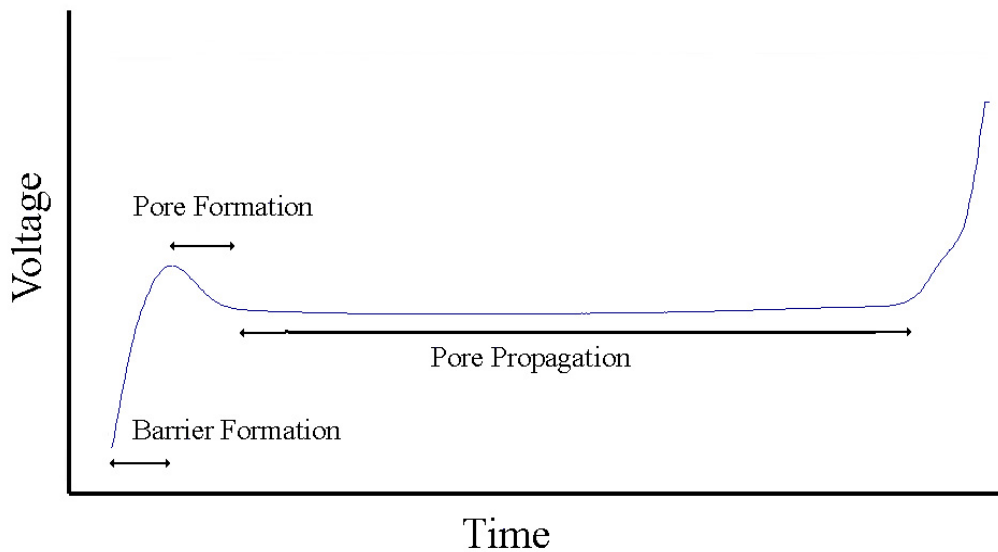 Pore Formation
Voltage
Pore Propagation
Barrier Formation
Time